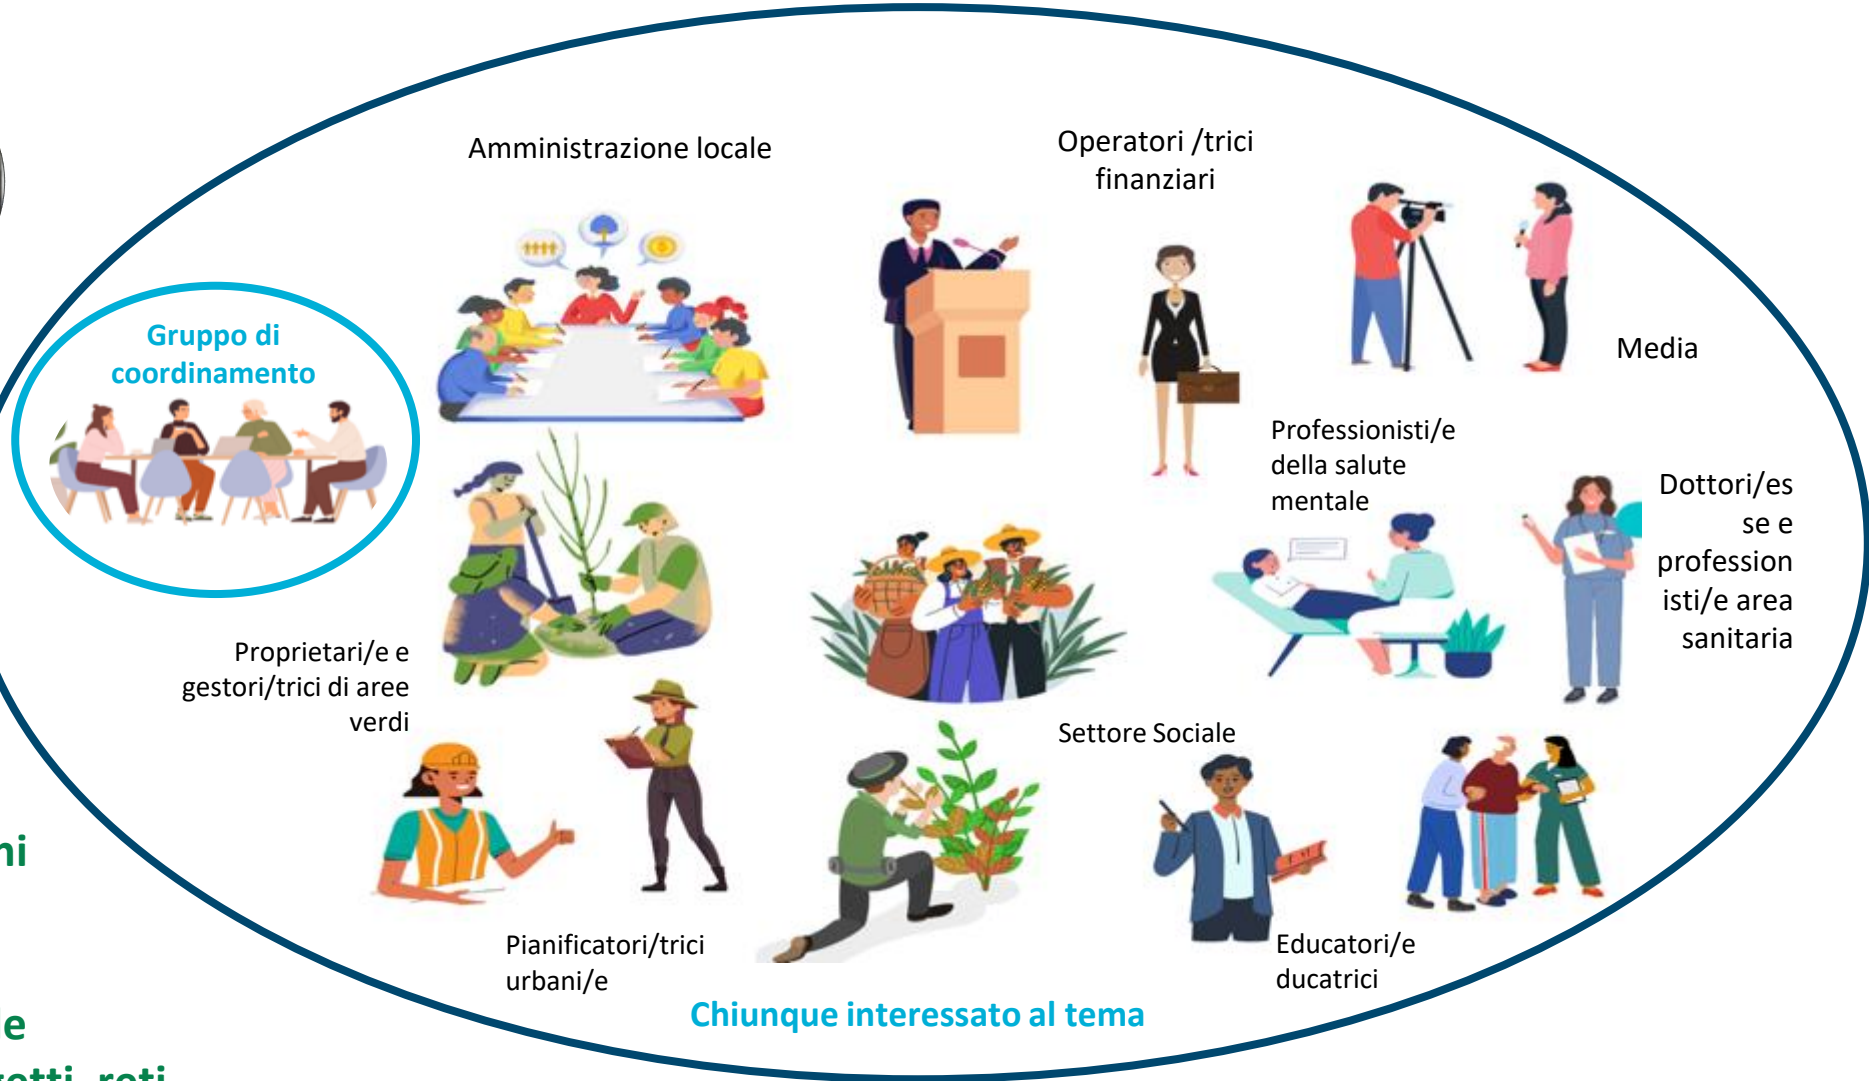 Amministrazione locale
Operatori /trici
finanziari
Gruppo di
coordinamento
Media
Professionisti/e
della salute
mentale
Dottori/es
se e
profession
isti/e area
sanitaria
Proprietari/e e
gestori/trici di aree
verdi
Settore Sociale
Pianificatori/trici
urbani/e
Educatori/e
ducatrici
Chiunque interessato al tema
reti